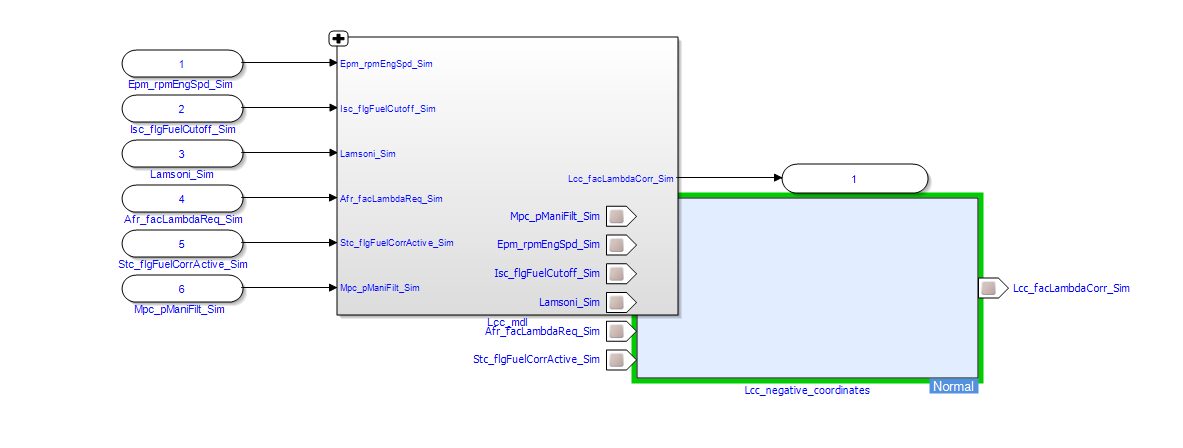 1
Epm_rpmEngSpd_Sim
Epm_rpmEngSpd_Sim
2
Isc_flgFuelCutoff_Sim
Isc_flgFuelCutoff_Sim
3
Lamsoni_Sim
Lamsoni_Sim
4
Afr_facLambdaReq_Sim
Afr_facLambdaReq_Sim
5
Stc_flgFuelCorrActive_Sim
Stc_flgFuelCorrActive_Sim
6
Mpc_pManiFilt_Sim
Mpc_pManiFilt_Sim
Lcc_facLambdaCorr_Sim
1
Mpc_pManiFilt_Sim
Epm_rpmEngSpd_Sim
Isc_flgFuelCutoff_Sim
Lamsoni_Sim
Lcc_mdl
Afr_facLambdaReq_Sim
Stc_flgFuelCorrActive_Sim
Lcc_facLambdaCorr_Sim
Normal
Lcc_negative_coordinates